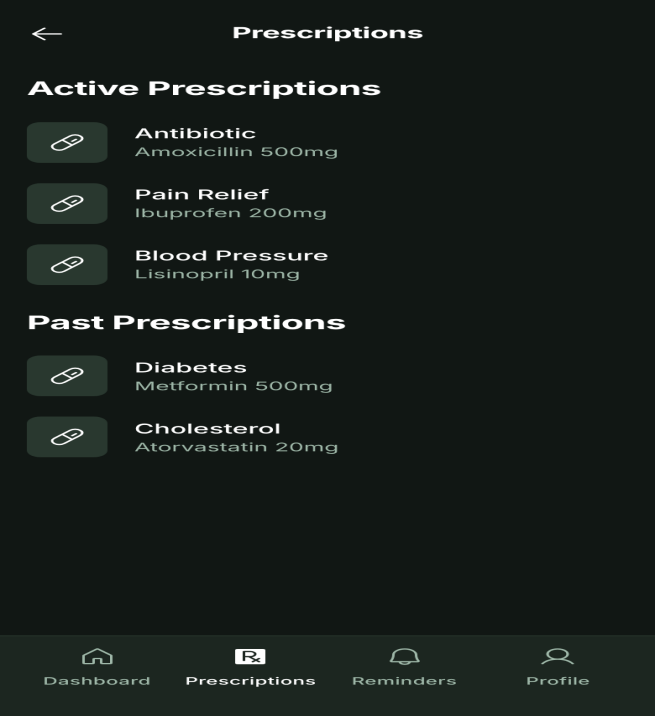 Prescriptions
Active Prescriptions
Antibiotic
Amoxicillin 500mg
Pain Relief
Ibuprofen 200mg
Blood Pressure
Lisinopril 10mg
Past Prescriptions
Diabetes
Metformin 500mg
Cholesterol
Atorvastatin 20mg
Rx
Dashboard Prescriptions Reminders Profile